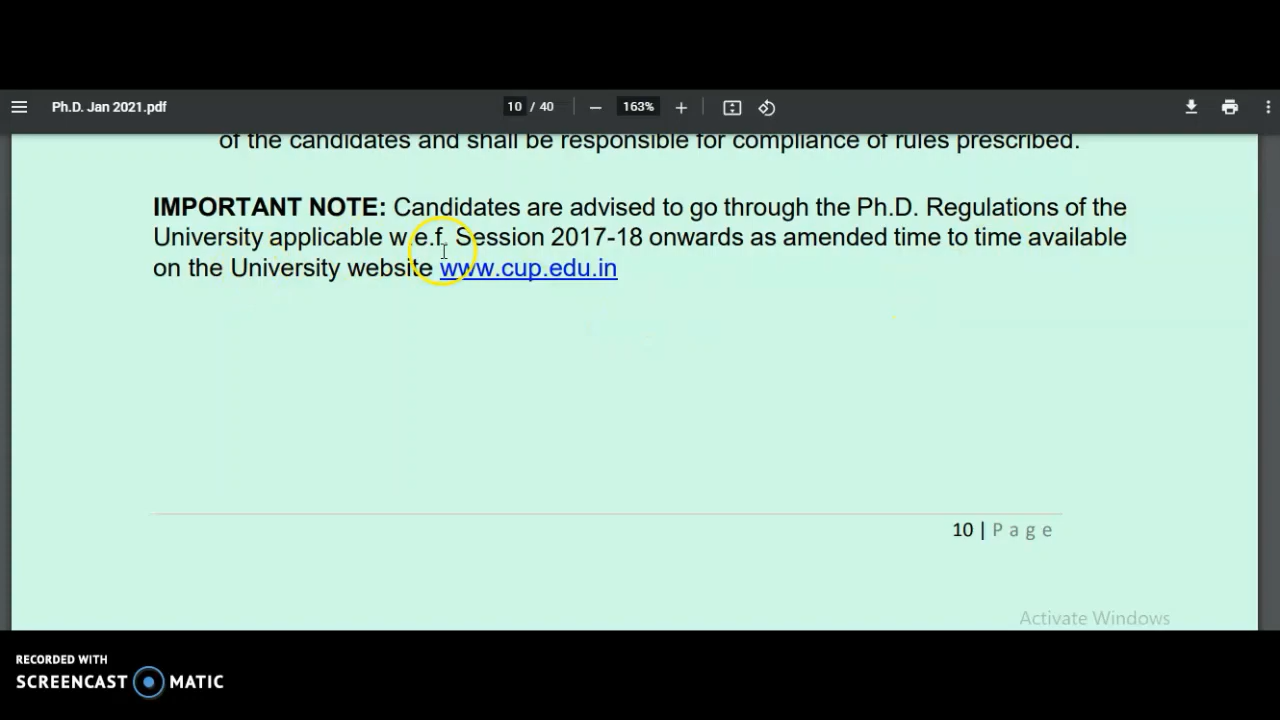 Ph.D. Jan 2021.pdf 10 / 40 163%
of the candidates and shall be responsible for compliance of rules prescribed.
IMPORTANT NOTE: Candidates are advised to go through the Ph.D. Regulations of the
University applicable w.e.f. Session 2017-18 onwards as amended time to time available
on the University website www.cup.edu.in
10 | Page
Activate Windows
RECORDED WITH
SCREENCAST MATIC